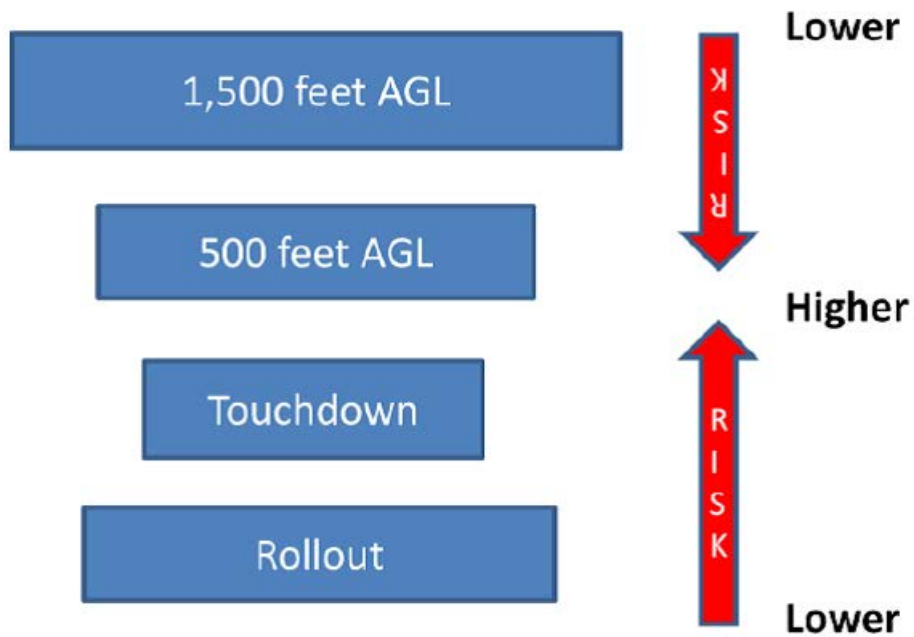 Lower
1,500 feet AGL
RISK
500 feet AGL
Higher
Touchdown
RISK
Rollout
Lower